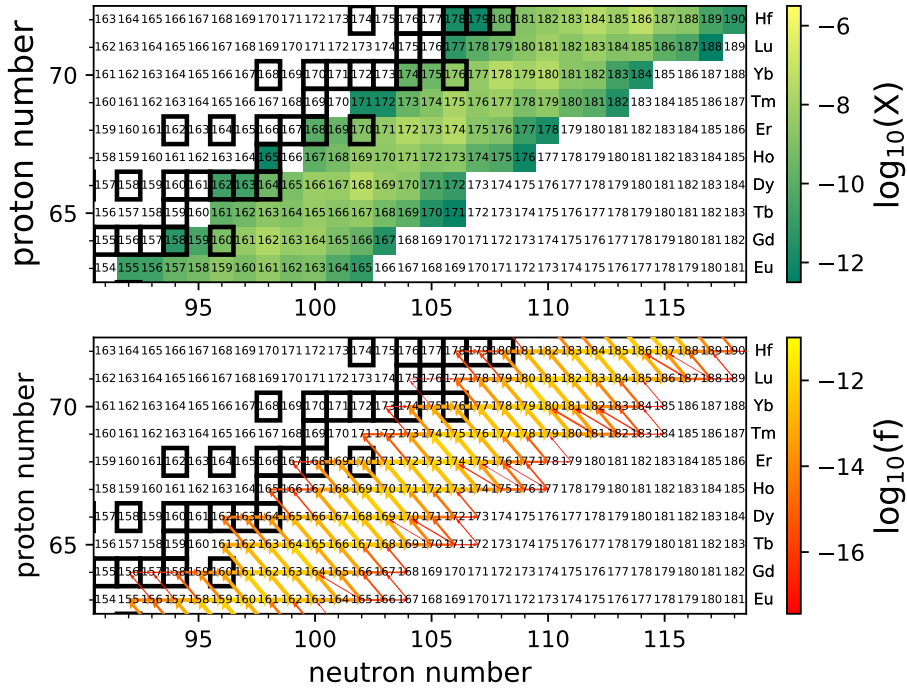 163 164 165 166 167 168 169 170 171 172 173 174 175 176 177 178 179 180 181 182 183 184 185 186 187 188 189 190 Hf
162 163 164 165 166 167 168 169 170 171 172 173 174 175 176 177 178 179 180 181 182 183 184 185 186 187 188 189 Lu
70 161 162 163 164 165 166 167 168 169 170 171 172 173 174 175 176 177 178 179 180 181 182 183 184 185 186 187 188 Yb
160 161 162 163 164 165 166 167 168 169 170 171 172 173 174 175 176 177 178 179 180 181 182 183 184 185 186 187 Tm
159 160 161 162 163 164 165 166 167 168 169 170 171 172 173 174 175 176 177 178 179 180 181 182 183 184 185 186 Er
158 159 160 161 162 163 164 165 166 167 168 169 170 171 172 173 174 175 176 177 178 179 180 181 182 183 184 185 Ho
157 158 159 160 161 162 163 164 165 166 167 168 169 170 171 172 173 174 175 176 177 178 179 180 181 182 183 184 Dy
65 156 157 158 159 160 161 162 163 164 165 166 167 168 169 170 171 172 173 174 175 176 177 178 179 180 181 182 183 Tb
155 156 157 158 159 160 161 162 163 164 165 166 167 168 169 170 171 172 173 174 175 176 177 178 179 180 181 182 Gd
154 155 156 157 158 159 160 161 162 163 164 165 166 167 168 169 170 171 172 173 174 175 176 177 178 179 180 181 Eu
95 100 105 110 115
proton number
−6
−8
−10
−12
log10(X)
163 164 165 166 167 168 169 170 171 172 173 174 175 176 177 178 179 180 181 182 183 184 185 186 187 188 189 190 Hf
162 163 164 165 166 167 168 169 170 171 172 173 174 175 176 177 178 179 180 181 182 183 184 185 186 187 188 189 Lu
70 161 162 163 164 165 166 167 168 169 170 171 172 173 174 175 176 177 178 179 180 181 182 183 184 185 186 187 188 Yb
160 161 162 163 164 165 166 167 168 169 170 171 172 173 174 175 176 177 178 179 180 181 182 183 184 185 186 187 Tm
159 160 161 162 163 164 165 166 167 168 169 170 171 172 173 174 175 176 177 178 179 180 181 182 183 184 185 186 Er
158 159 160 161 162 163 164 165 166 167 168 169 170 171 172 173 174 175 176 177 178 179 180 181 182 183 184 185 Ho
157 158 159 160 161 162 163 164 165 166 167 168 169 170 171 172 173 174 175 176 177 178 179 180 181 182 183 184 Dy
65 156 157 158 159 160 161 162 163 164 165 166 167 168 169 170 171 172 173 174 175 176 177 178 179 180 181 182 183 Tb
155 156 157 158 159 160 161 162 163 164 165 166 167 168 169 170 171 172 173 174 175 176 177 178 179 180 181 182 Gd
154 155 156 157 158 159 160 161 162 163 164 165 166 167 168 169 170 171 172 173 174 175 176 177 178 179 180 181 Eu
95 100 105 110 115
neutron number
proton number
−12
−14
−16
log10(f)